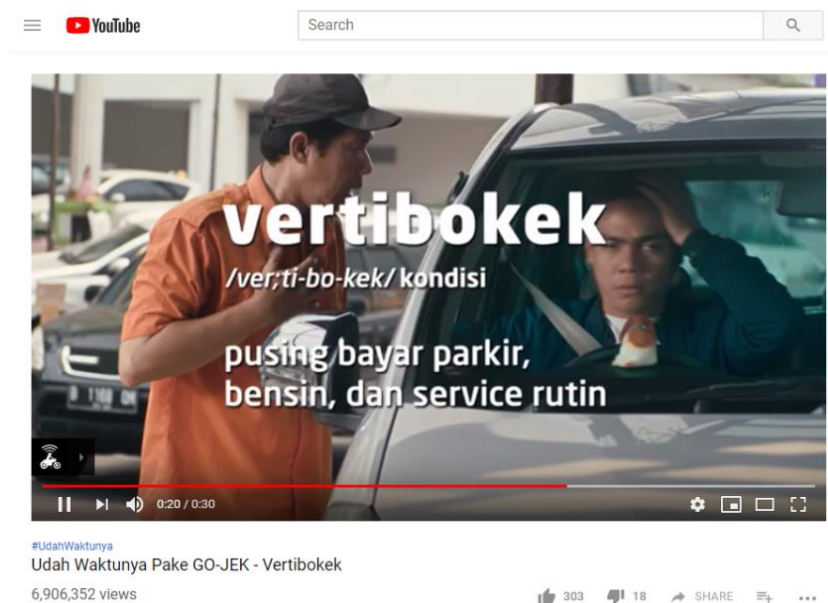 YouTube
Search
vertibokek
/ver;ti-bo-kek/ kondisi
pusing bayar parkir,
bensin, dan service rutin
0:20 / 0:30
#UdahWaktunya
Udah Waktunya Pake GO-JEK - Vertibokek
6,906,352 views
303
18
SHARE